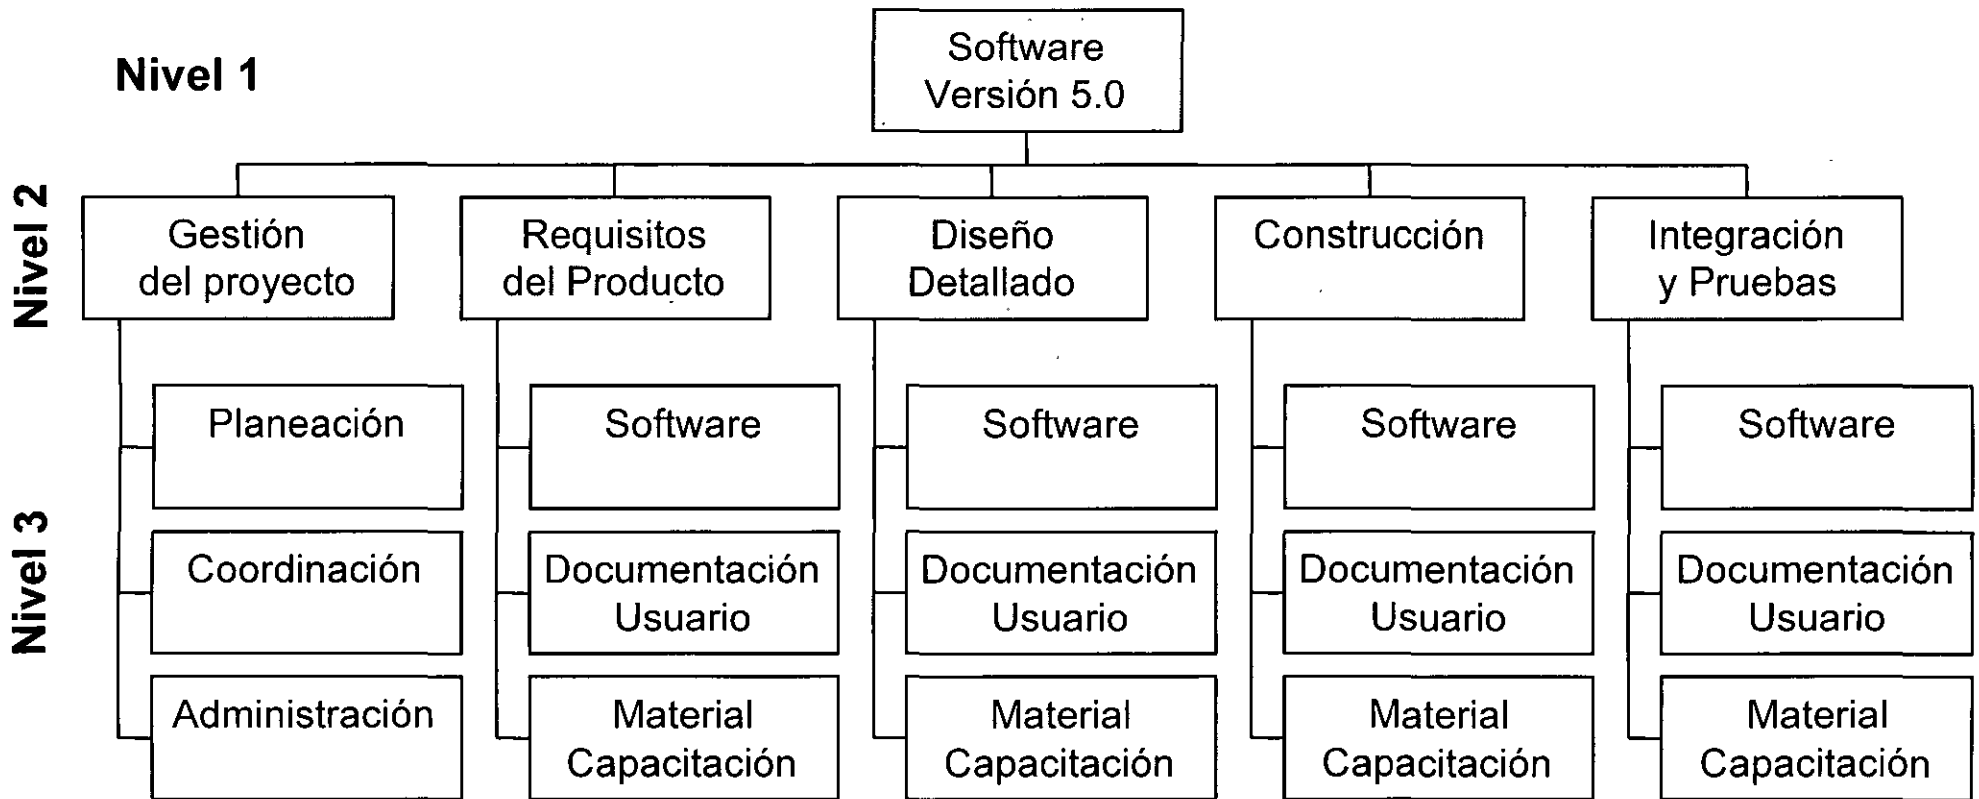 Nivel 1
Software
Versión 5.0
Nivel 2
Gestión
del proyecto
Requisitos
del Producto
Diseño
Detallado
Construcción
Integración
y Pruebas
Nivel 3
Planeación
Software
Software
Software
Software
Coordinación
Documentación
Usuario
Documentación
Usuario
Documentación
Usuario
Documentación
Usuario
Administración
Material
Capacitación
Material
Capacitación
Material
Capacitación
Material
Capacitación